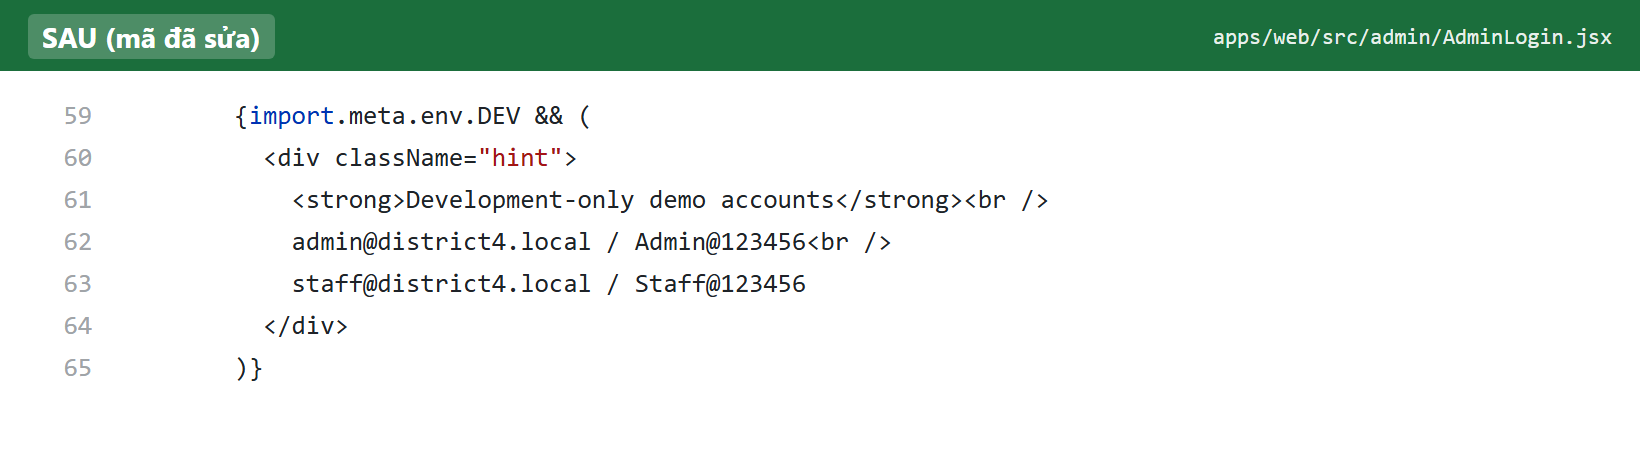 SAU (mã đã sửa)
apps/web/src/admin/AdminLogin.jsx
59 {import.meta.env.DEV && (
60 <div className="hint">
61 <strong>Development-only demo accounts</strong><br />
62 admin@district4.local / Admin@123456<br />
63 staff@district4.local / Staff@123456
64 </div>
65 )}